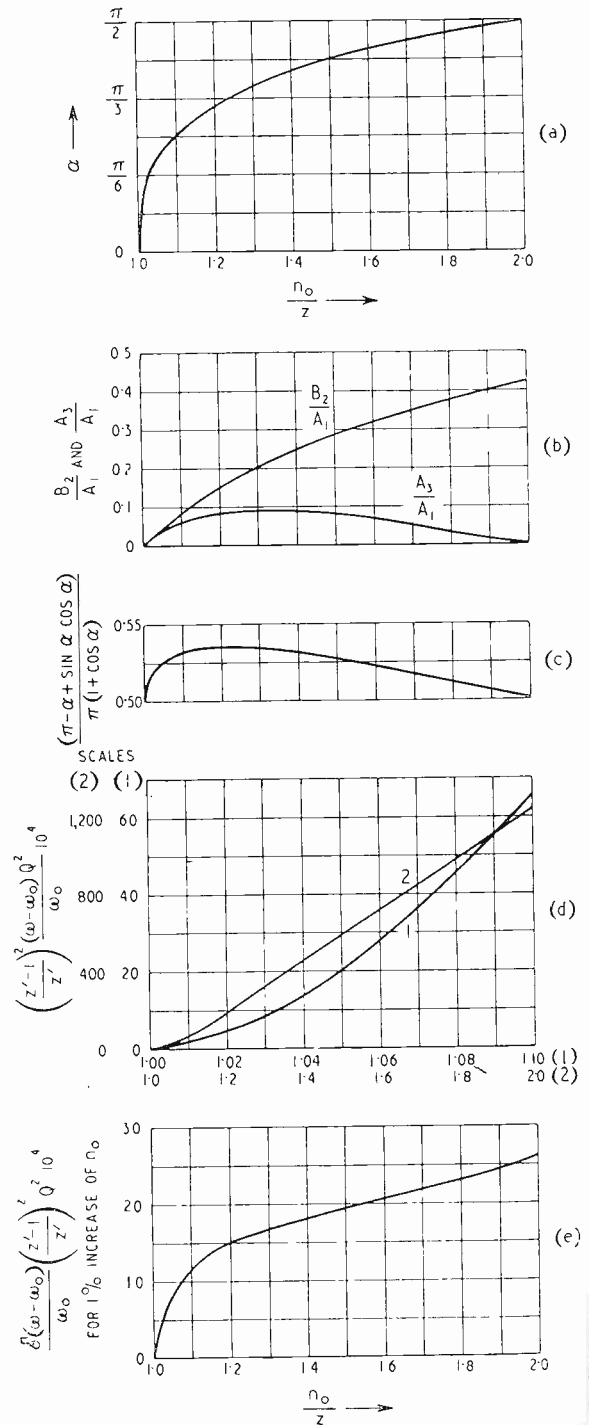 π/2
π/3
π/6
0
α →
1·0 1·2 1·4 1·6 1·8 2·0
n₀/z →
(a)
0·5
0·4
0·3
0·2
0·1
0
B₂/A₁ AND A₃/A₁
B₂/A₁
A₃/A₁
(b)
0·55
0·50
(π-α + SIN α COS α)/π(1 + COS α)
(c)
SCALES
(2) (1)
1,200 60
800 40
400 20
0 0
((z'-1)/z')² (ω-ω₀)Q²/ω₀ 10⁴
2
1
(d)
1·00 1·02 1·04 1·06 1·08 1·10 (1)
1·0 1·2 1·4 1·6 1·8 2·0 (2)
30
20
10
0
δ(ω-ω₀)/ω₀ ((z'-1)/z')² Q² 10⁴
FOR 1% INCREASE OF n₀
(e)
1·0 1·2 1·4 1·6 1·8 2·0
n₀/z →